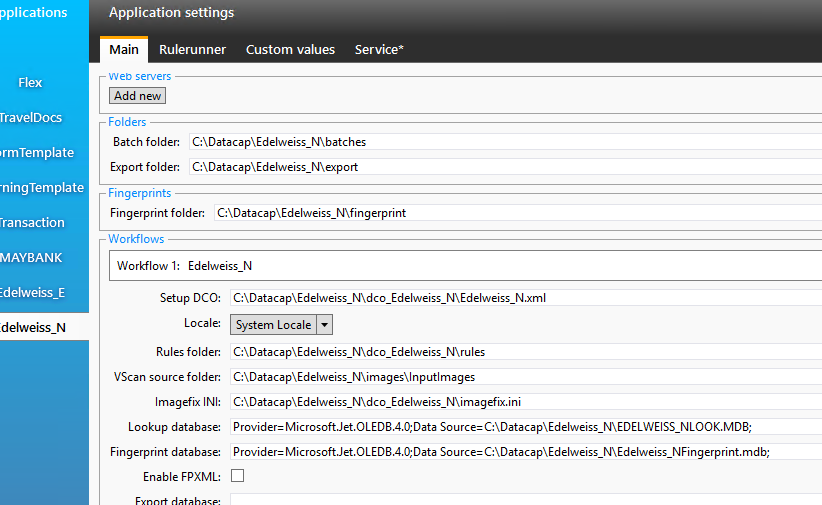 pplications
Application settings
Main Rulerunner Custom values Service*
Flex
TravelDocs
ormTemplate
rningTemplate
Transaction
MAYBANK
Edelweiss_E
Edelweiss_N
Web servers
Add new
Folders
Batch folder: C:\Datacap\Edelweiss_N\batches
Export folder: C:\Datacap\Edelweiss_N\export
Fingerprints
Fingerprint folder: C:\Datacap\Edelweiss_N\fingerprint
Workflows
Workflow 1: Edelweiss_N
Setup DCO: C:\Datacap\Edelweiss_N\dco_Edelweiss_N\Edelweiss_N.xml
Locale: System Locale
Rules folder: C:\Datacap\Edelweiss_N\dco_Edelweiss_N\rules
VScan source folder: C:\Datacap\Edelweiss_N\images\InputImages
Imagefix INI: C:\Datacap\Edelweiss_N\dco_Edelweiss_N\imagefix.ini
Lookup database: Provider=Microsoft.Jet.OLEDB.4.0;Data Source=C:\Datacap\Edelweiss_N\EDELWEISS_NLOOK.MDB;
Fingerprint database: Provider=Microsoft.Jet.OLEDB.4.0;Data Source=C:\Datacap\Edelweiss_N\Edelweiss_NFingerprint.mdb;
Enable FPXML:
Export database: